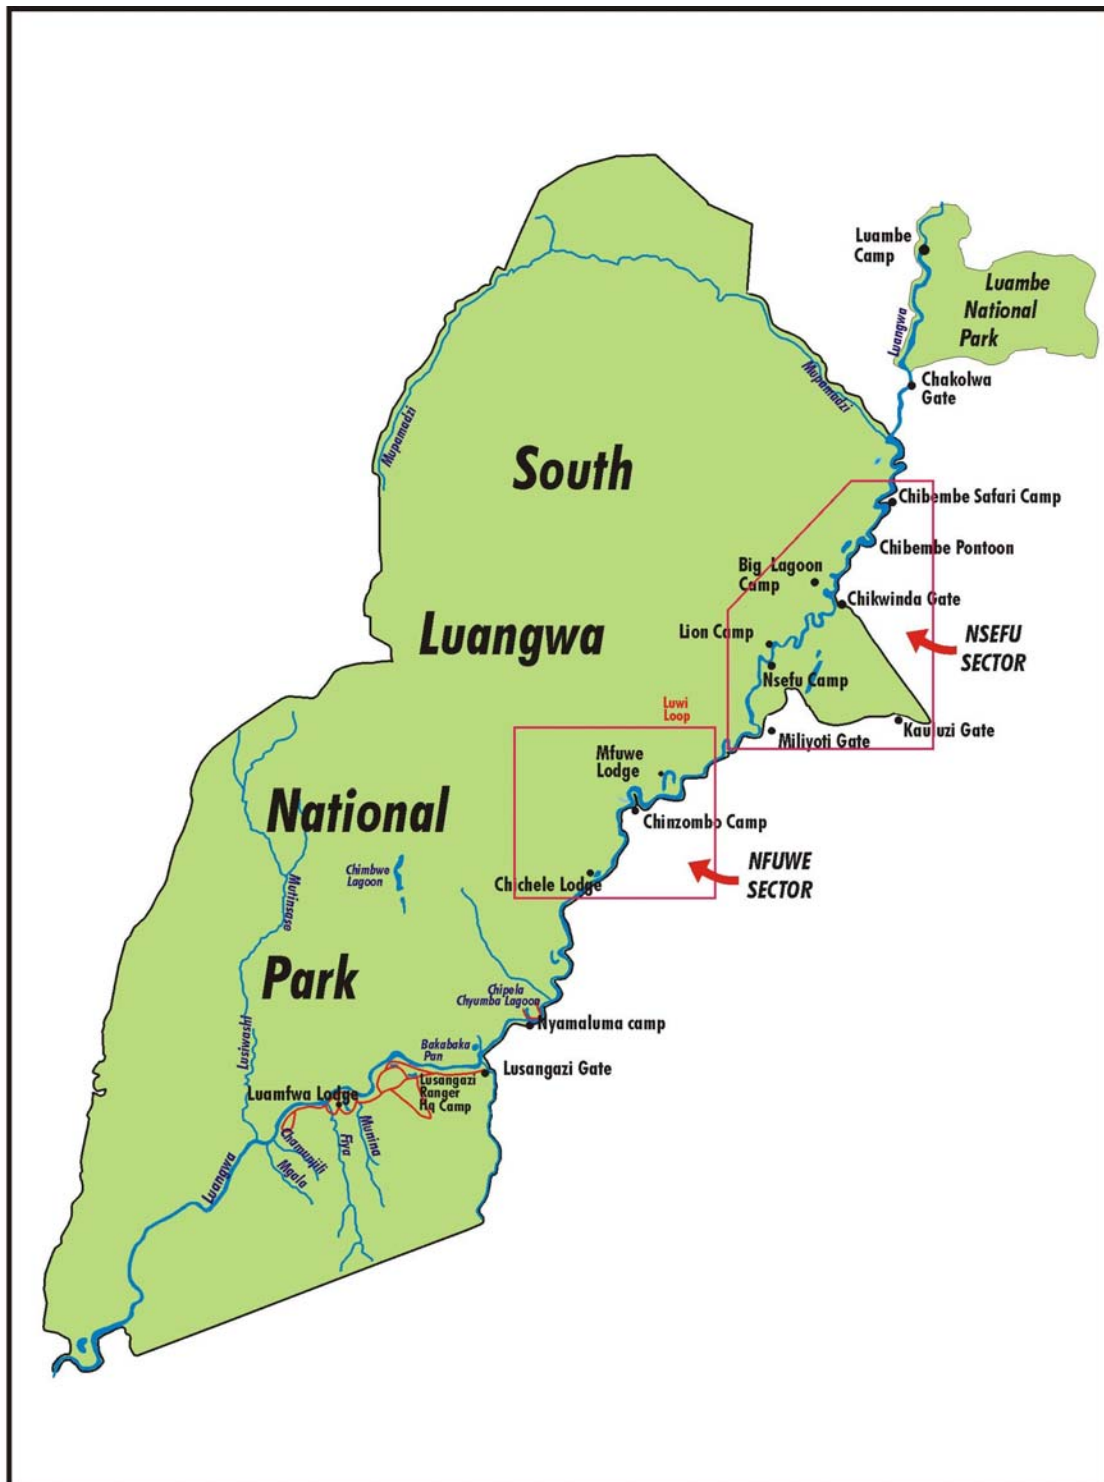 Luambe
Camp
Luambe
National
Park
Luangwa
Chakolwa
Gate
Mupamadzi
Mupamadzi
South
Chibembe Safari Camp
Chibembe Pontoon
Big Lagoon
Camp
Chikwinda Gate
Luangwa
Lion Camp
NSEFU
SECTOR
Nsefu Camp
Luwi
Loop
Kauluzi Gate
Miliyoti Gate
Mfuwe
Lodge
National
Chinzombo Camp
Chimbwe
Lagoon
NFUWE
SECTOR
Chichele Lodge
Mutinsaso
Park
Chipela
Chyumba Lagoon
Nyamaluma camp
Lusiwashi
Bakabaka
Pan
Lusangazi Gate
Lusangazi
Ranger
Hq Camp
Luamfwa Lodge
Munina
Fiya
Mgala
Luangwa